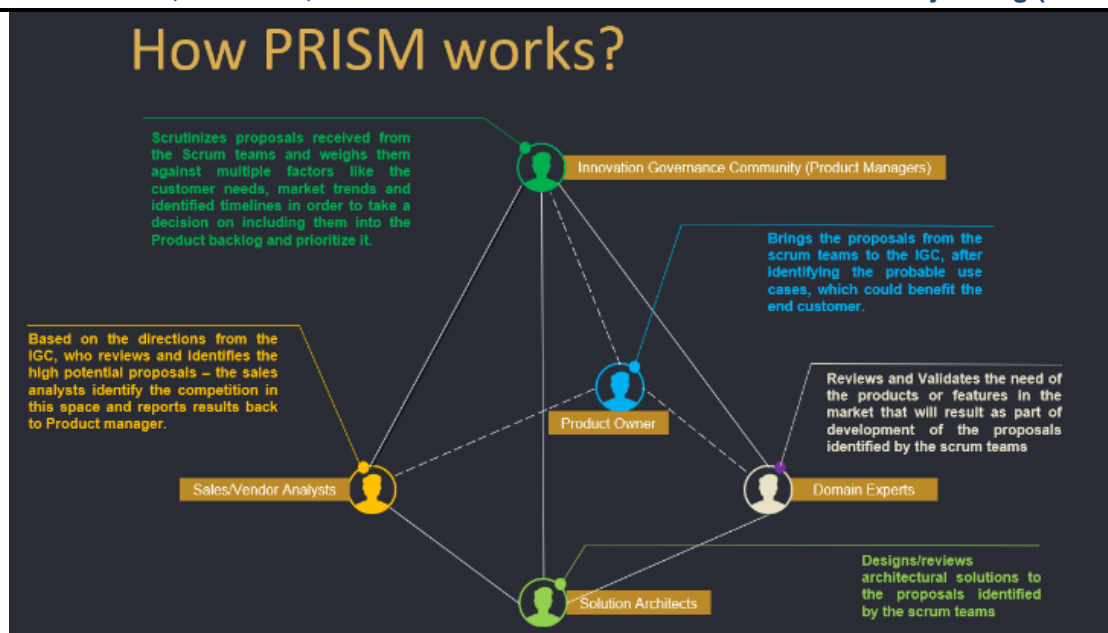 How PRISM works?
Scrutinizes proposals received from
the Scrum teams and weighs them
against multiple factors like the
customer needs, market trends and
identified timelines in order to take a
decision on including them into the
Product backlog and prioritize it.
Innovation Governance Community (Product Managers)
Brings the proposals from the
scrum teams to the IGC, after
identifying the probable use
cases, which could benefit the
end customer.
Based on the directions from the
IGC, who reviews and identifies the
high potential proposals – the sales
analysts identify the competition in
this space and reports results back
to Product manager.
Reviews and Validates the need of
the products or features in the
market that will result as part of
development of the proposals
identified by the scrum teams
Product Owner
Sales/Vendor Analysts
Domain Experts
Designs/reviews
architectural solutions to
the proposals identified
by the scrum teams
Solution Architects